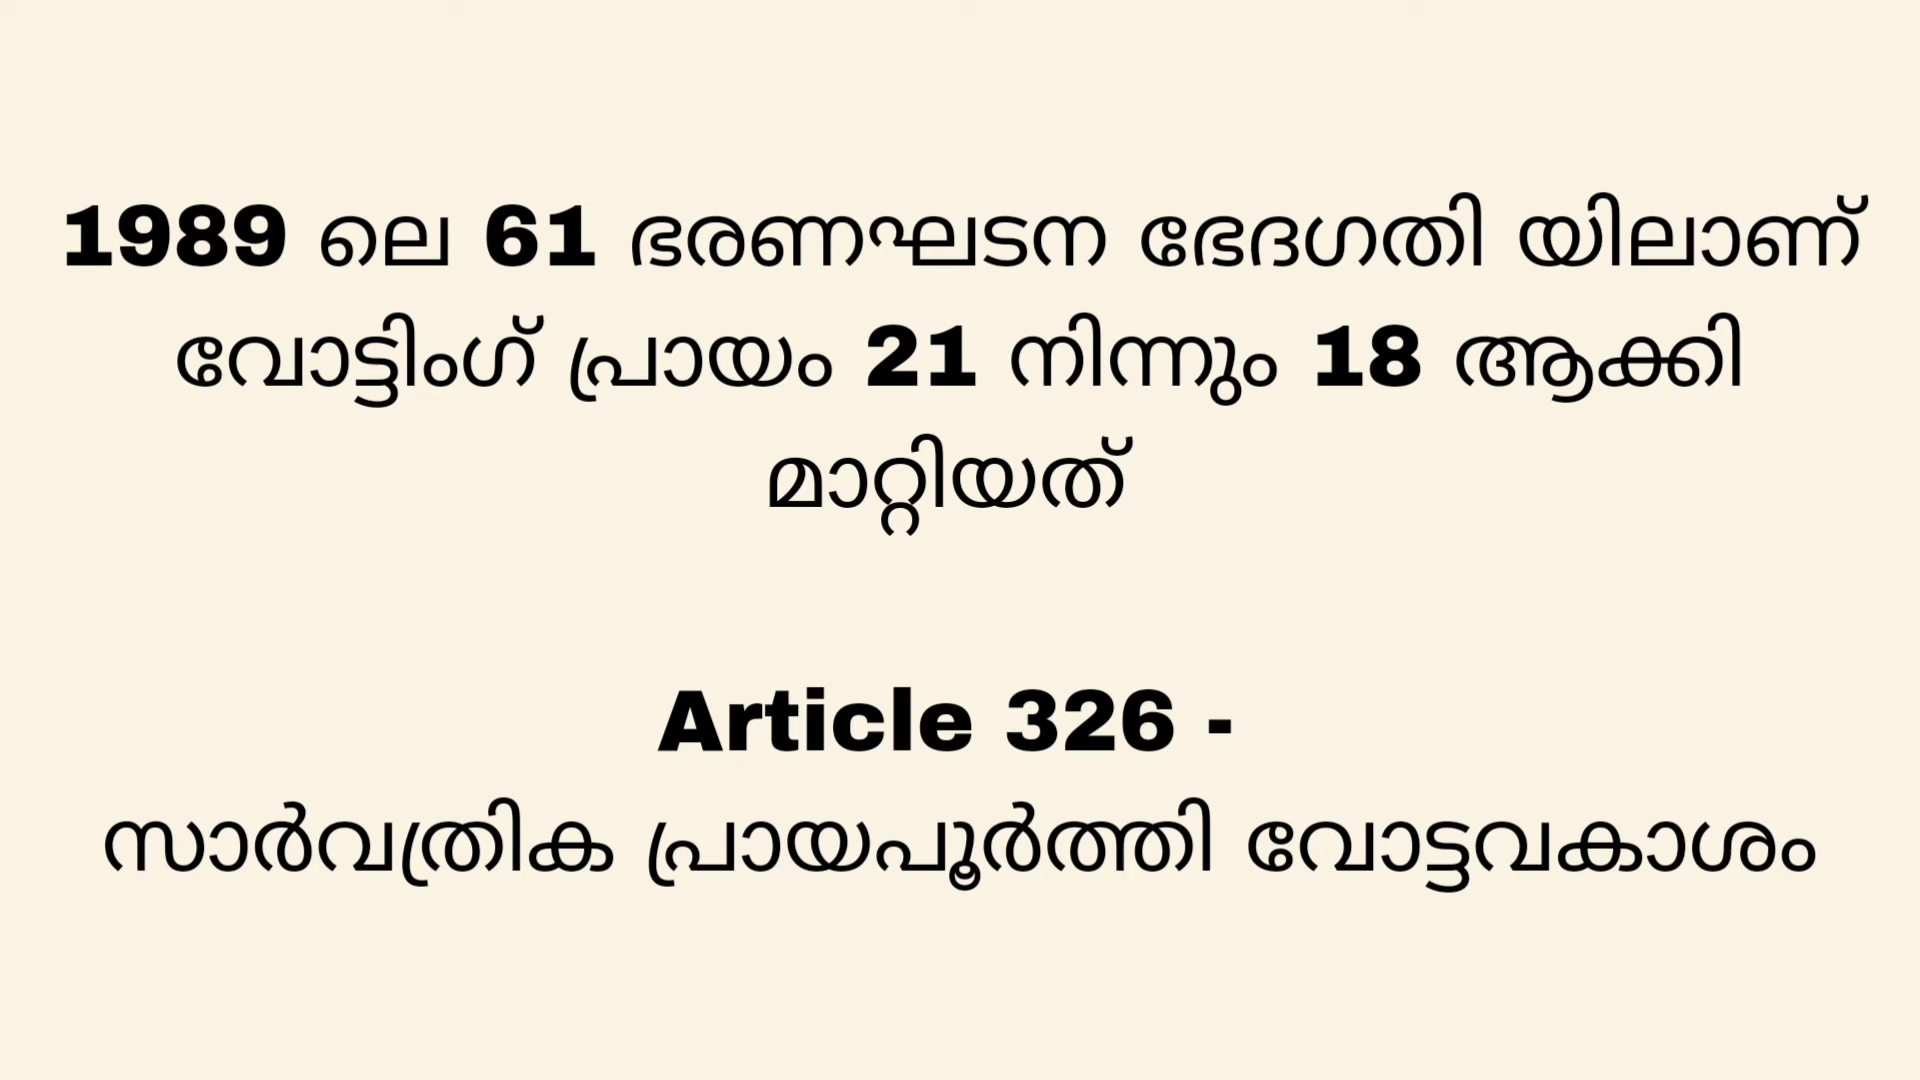 1989 ലെ 61 ഭരണഘടന ഭേദഗതി യിലാണ്
വോട്ടിംഗ് പ്രായം 21 നിന്നും 18 ആക്കി
മാറ്റിയത്
Article 326 -
സാർവത്രിക പ്രായപൂർത്തി വോട്ടവകാശം